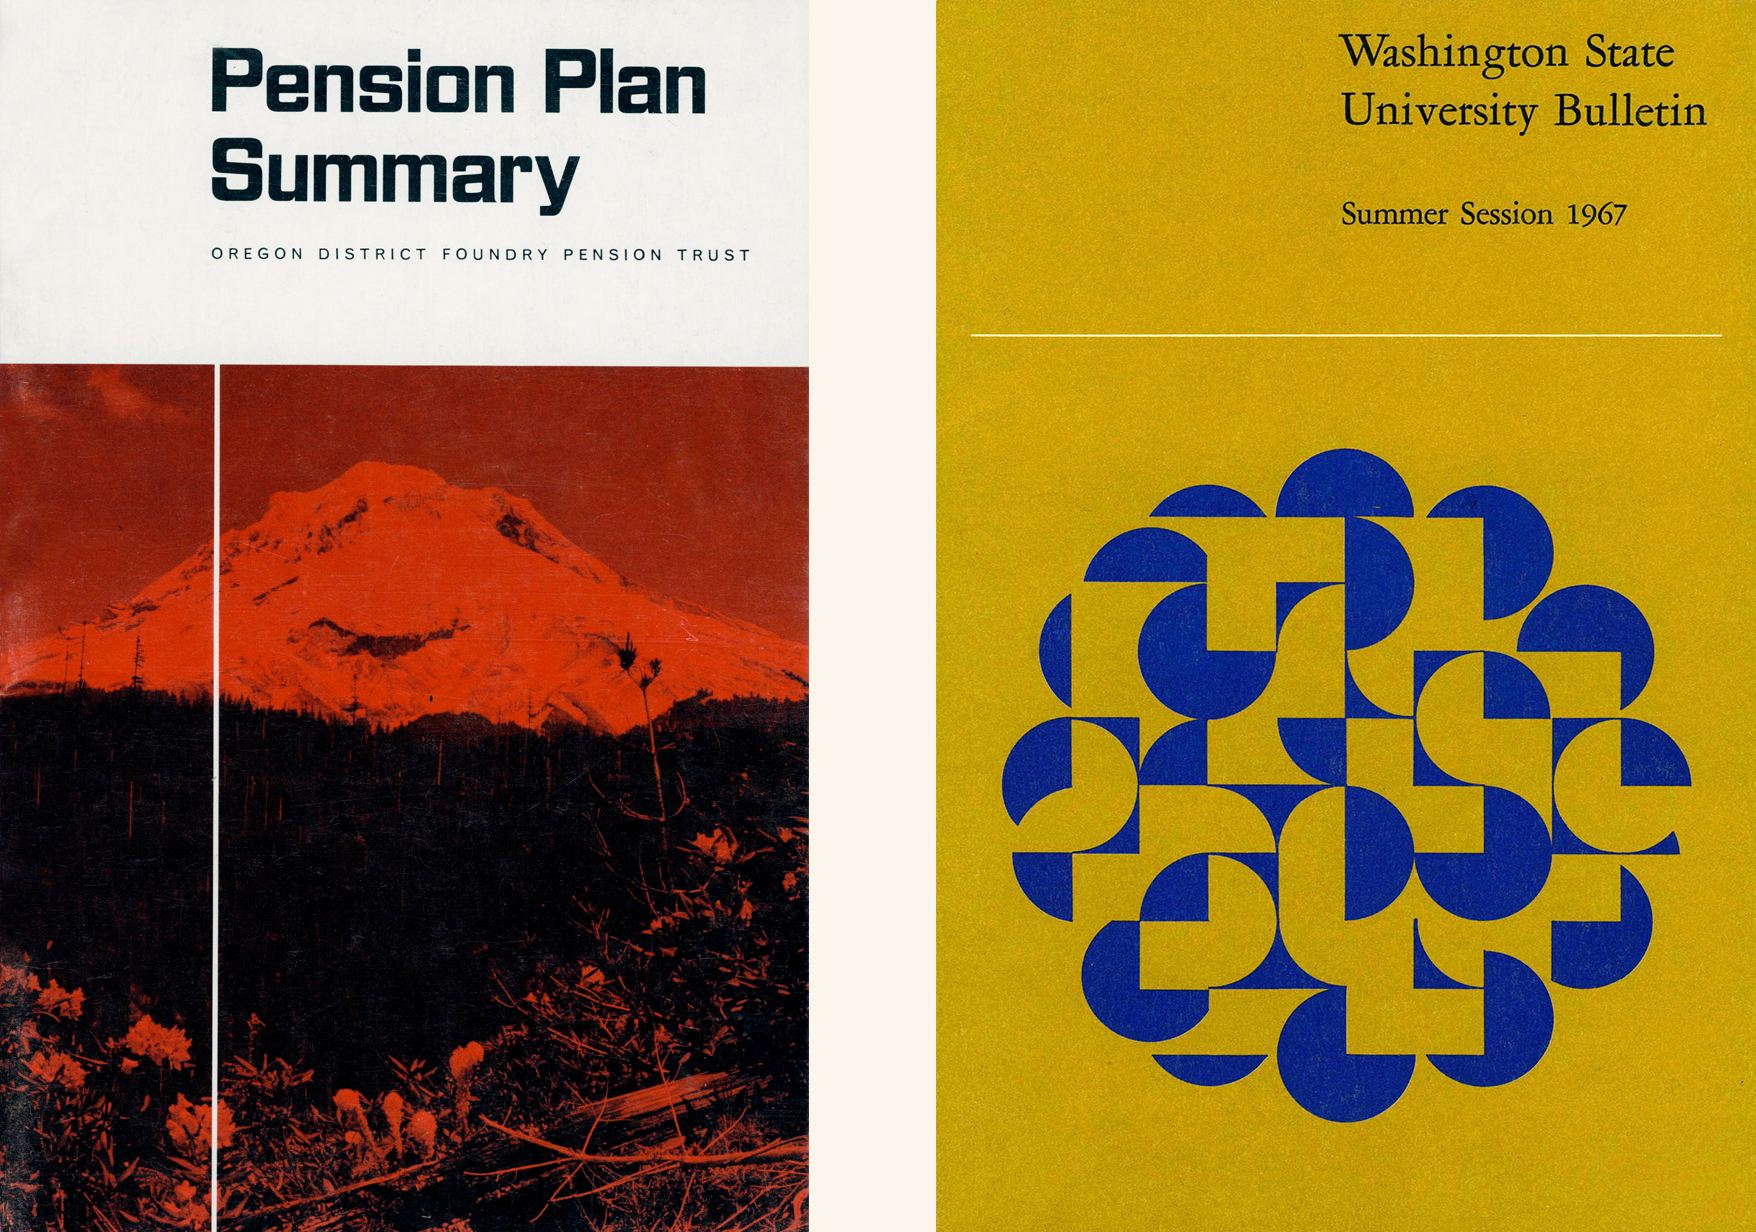 Pension Plan
Summary
OREGON DISTRICT FOUNDRY PENSION TRUST
Washington State
University Bulletin
Summer Session 1967